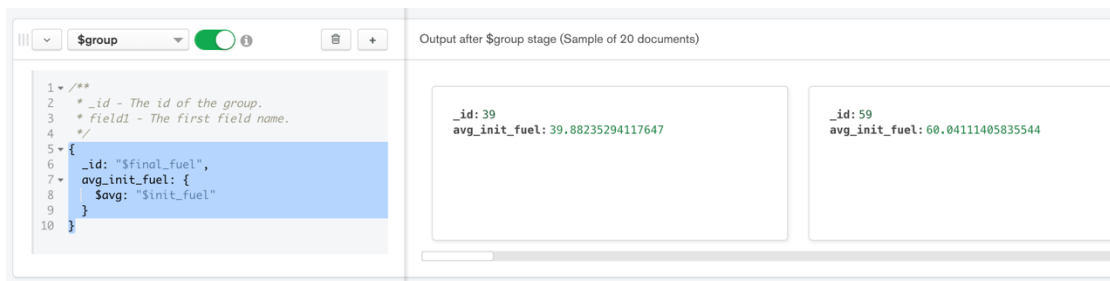 $group
Output after $group stage (Sample of 20 documents)
1 /**
2 * _id - The id of the group.
3 * field1 - The first field name.
4 */
5 {
6 _id: "$final_fuel",
7 avg_init_fuel: {
8 $avg: "$init_fuel"
9 }
10 }
_id: 39
avg_init_fuel: 39.88235294117647
_id: 59
avg_init_fuel: 60.04111405835544